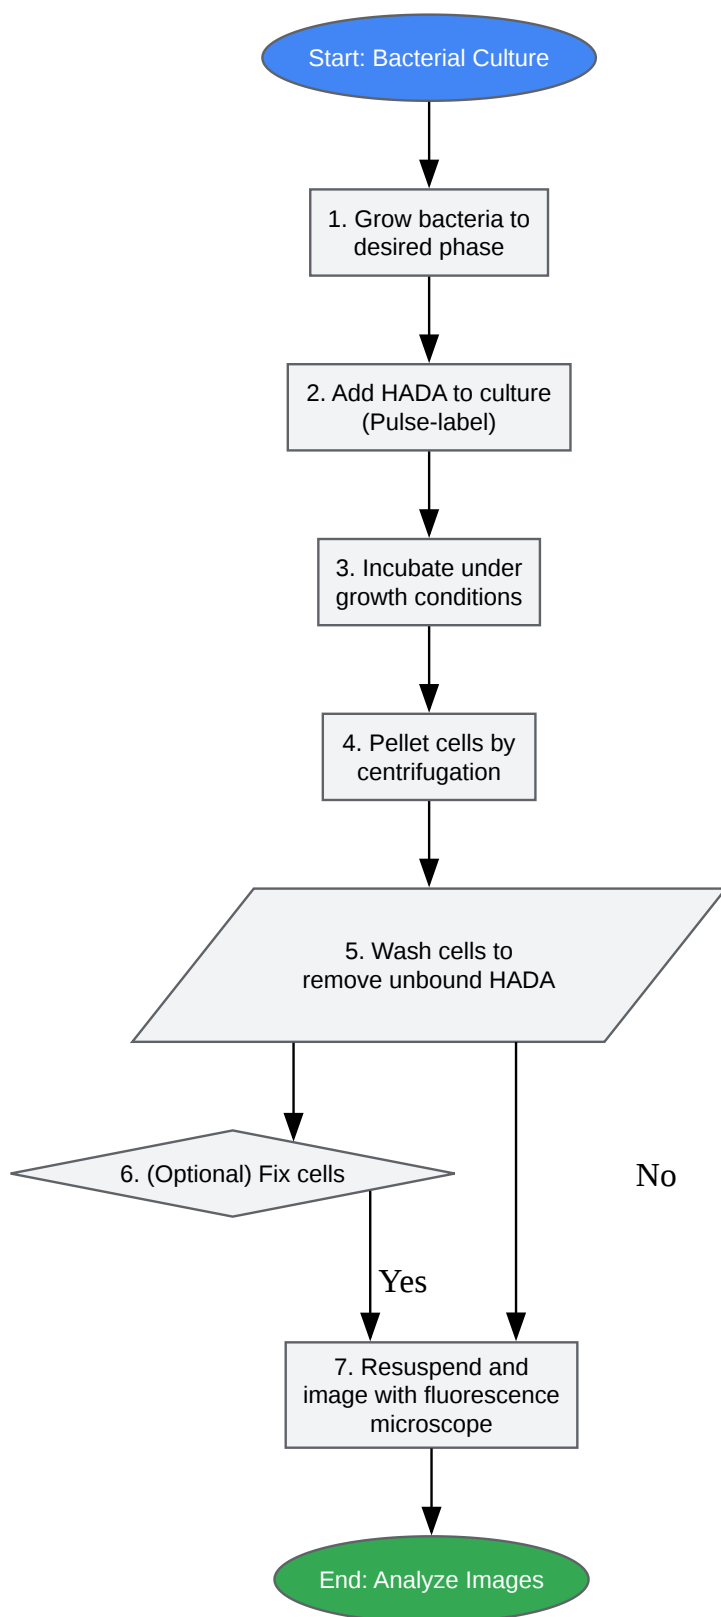 Start: Bacterial Culture
1. Grow bacteria to
desired phase
2. Add HADA to culture
(Pulse-label)
3. Incubate under
growth conditions
4. Pellet cells by
centrifugation
5. Wash cells to
remove unbound HADA
6. (Optional) Fix cells
No
Yes
7. Resuspend and
image with fluorescence
microscope
End: Analyze Images